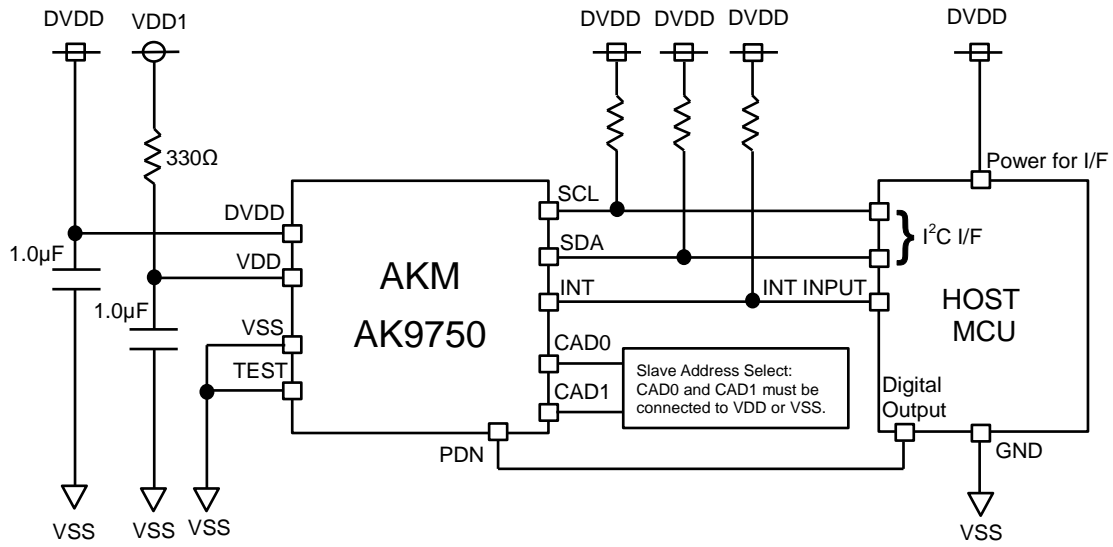 DVDD
VDD1
DVDD
DVDD
DVDD
DVDD
330Ω
Power for I/F
DVDD
SCL
1.0µF
VDD
SDA
I²C I/F
AKM
AK9750
1.0µF
INT
INT INPUT
HOST
MCU
VSS
CAD0
TEST
CAD1
Slave Address Select:
CAD0 and CAD1 must be
connected to VDD or VSS.
Digital
Output
PDN
GND
VSS
VSS
VSS
VSS